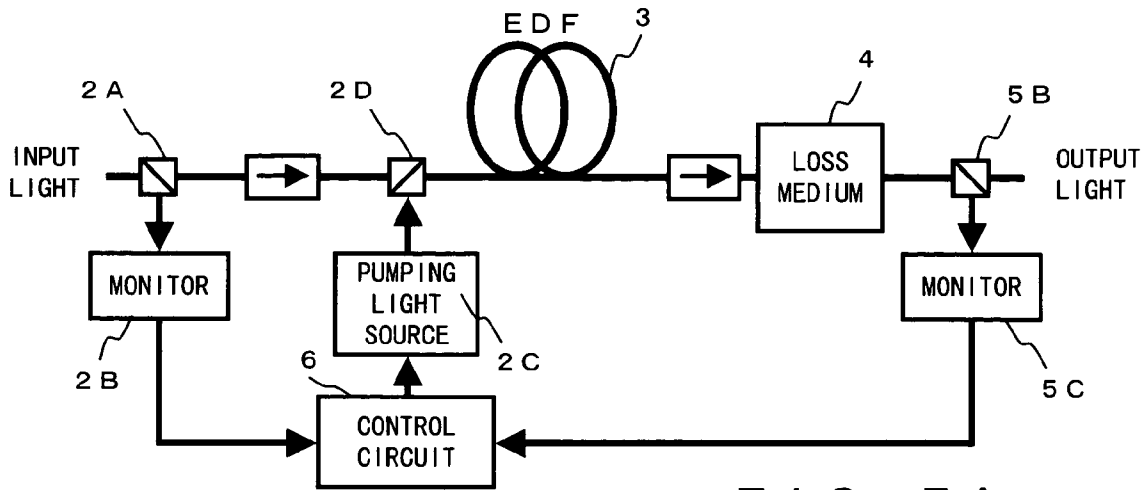 EDF
3
4
2A
2D
5B
INPUT
LIGHT
LOSS
MEDIUM
OUTPUT
LIGHT
MONITOR
PUMPING
LIGHT
SOURCE
MONITOR
2B
6
2C
5C
CONTROL
CIRCUIT